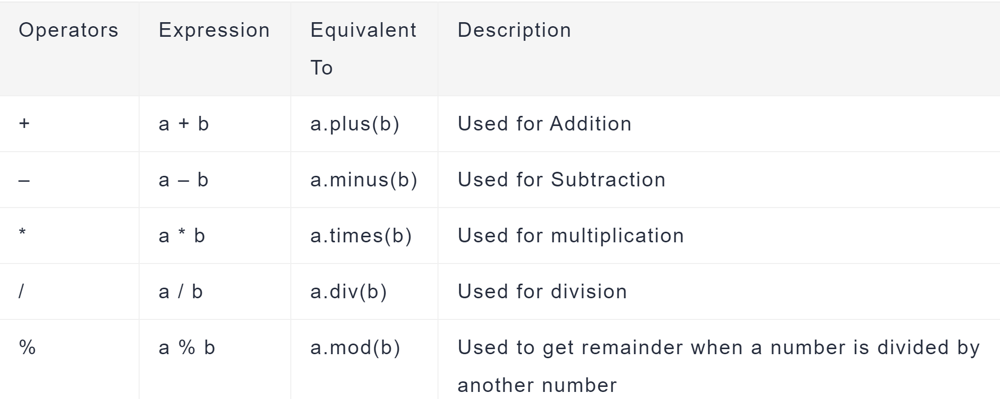 Operators Expression Equivalent To Description
+ a + b a.plus(b) Used for Addition
– a – b a.minus(b) Used for Subtraction
* a * b a.times(b) Used for multiplication
/ a / b a.div(b) Used for division
% a % b a.mod(b) Used to get remainder when a number is divided by
another number